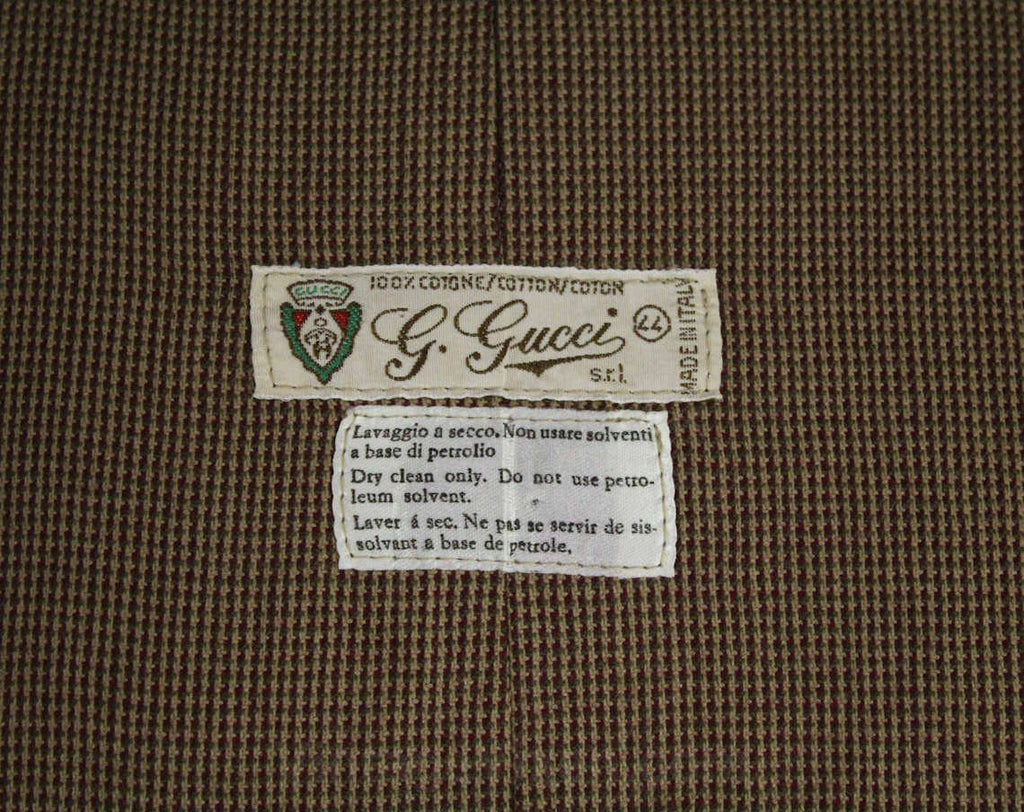 100% COTONE/COTTON/COTON
GUCCI
G. Gucci
44
s.r.l.
MADE IN ITALY
Lavaggio a secco. Non usare solventi
a base di petrolio
Dry clean only. Do not use petro-
leum solvent.
Laver á sec. Ne pas se servir de sis-
solvant a base de petrole.